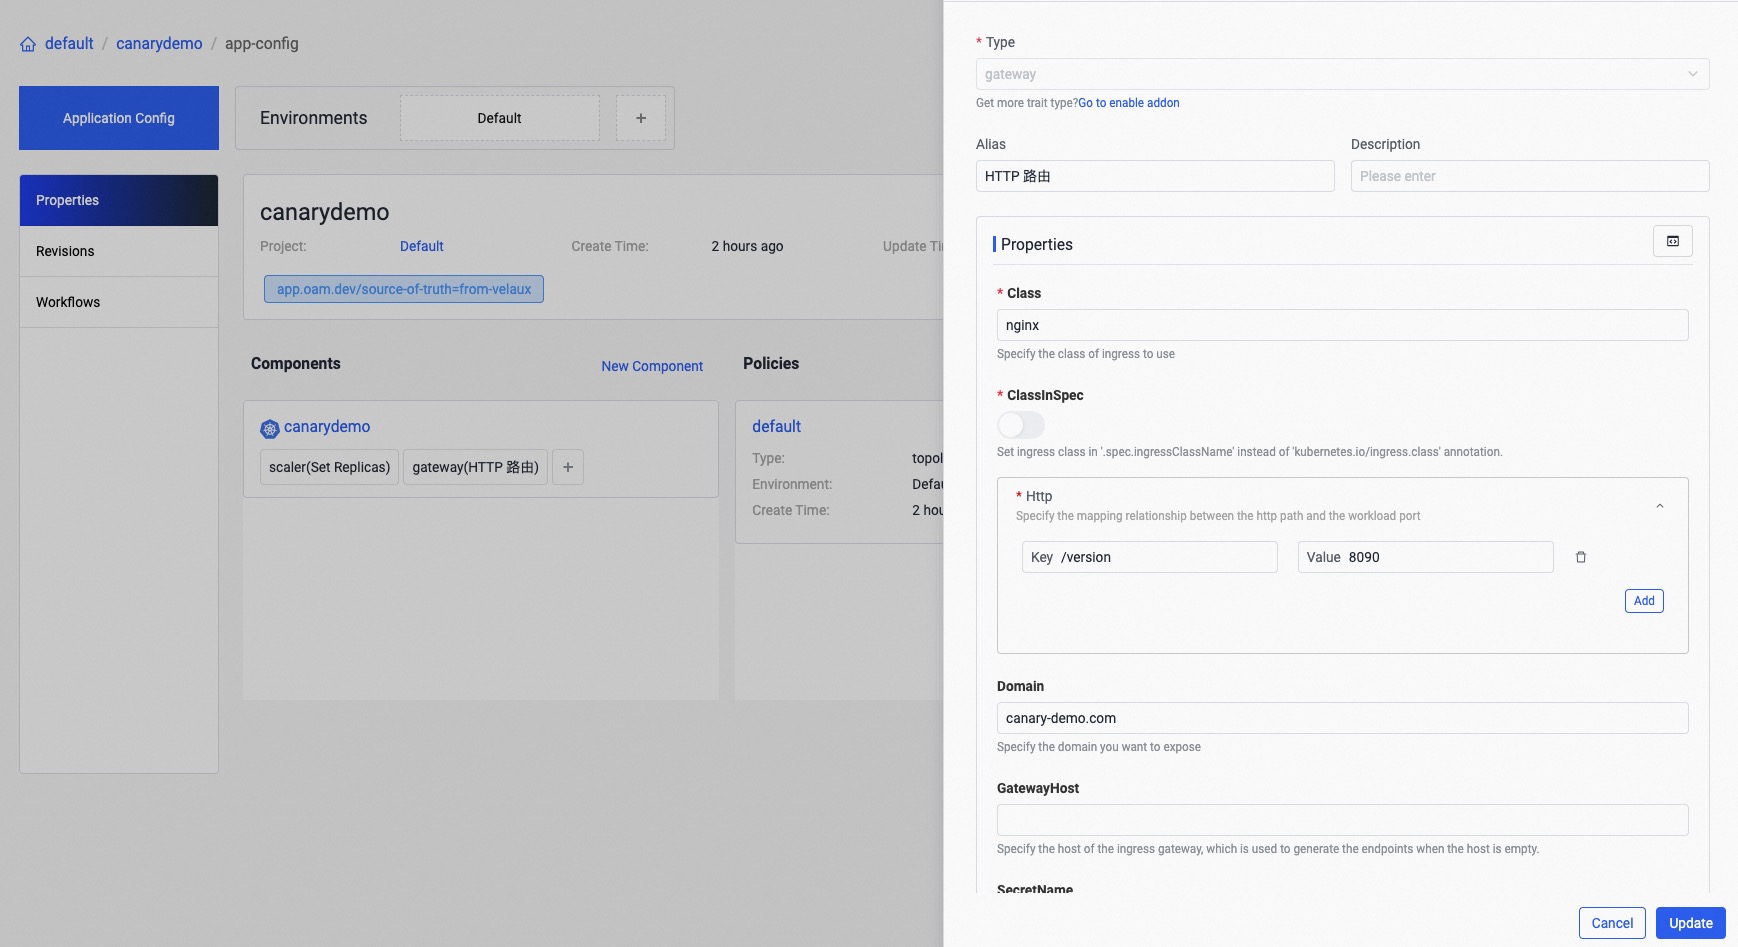 default / canarydemo / app-config
Application Config
Environments
Default
+
Properties
Revisions
Workflows
canarydemo
Project: Default Create Time: 2 hours ago
app.oam.dev/source-of-truth=from-velaux
Components
New Component
canarydemo
scaler(Set Replicas) gateway(HTTP 路由) +
Policies
default
Type:
Environment:
Create Time:
* Type
gateway
Get more trait type?Go to enable addon
Alias
HTTP 路由
Description
Please enter
Properties
* Class
nginx
Specify the class of ingress to use
* ClassInSpec
Set ingress class in '.spec.ingressClassName' instead of 'kubernetes.io/ingress.class' annotation.
* Http
Specify the mapping relationship between the http path and the workload port
Key /version
Value 8090
Add
Domain
canary-demo.com
Specify the domain you want to expose
GatewayHost
Specify the host of the ingress gateway, which is used to generate the endpoints when the host is empty.
SecretName
Cancel
Update